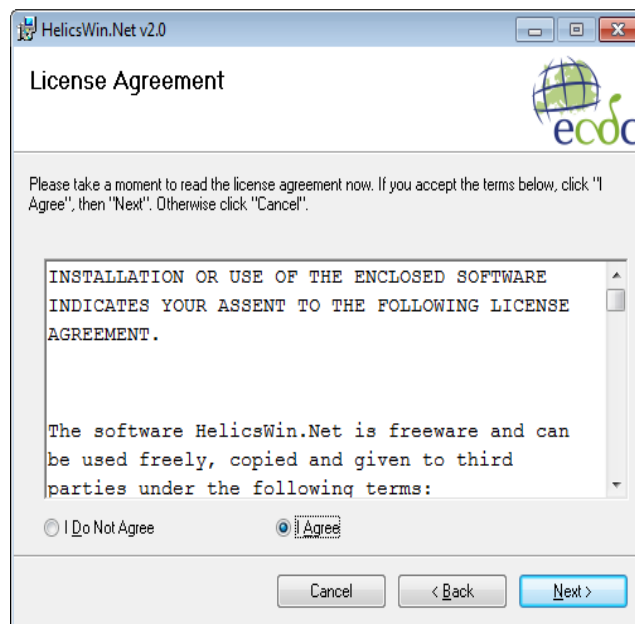 HelicsWin.Net v2.0
License Agreement
ecdc
Please take a moment to read the license agreement now. If you accept the terms below, click "I
Agree", then "Next". Otherwise click "Cancel".
INSTALLATION OR USE OF THE ENCLOSED SOFTWARE
INDICATES YOUR ASSENT TO THE FOLLOWING LICENSE
AGREEMENT.
The software HelicsWin.Net is freeware and can
be used freely, copied and given to third
parties under the following terms:
I Do Not Agree
I Agree
Cancel
< Back
Next >